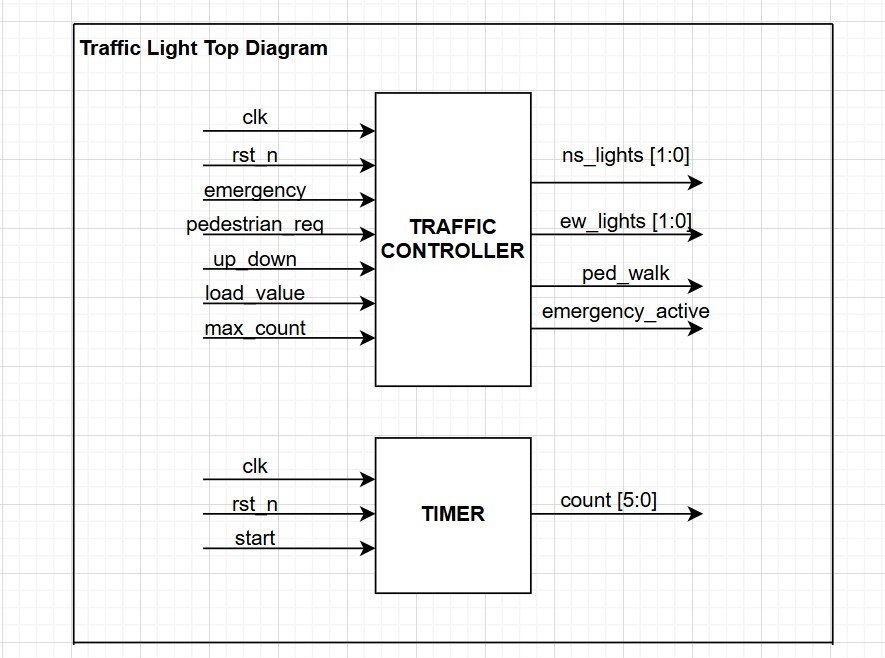 Traffic Light Top Diagram
clk
rst_n
emergency
pedestrian_req
up_down
load_value
max_count
TRAFFIC
CONTROLLER
ns_lights [1:0]
ew_lights [1:0]
ped_walk
emergency_active
clk
rst_n
start
TIMER
count [5:0]